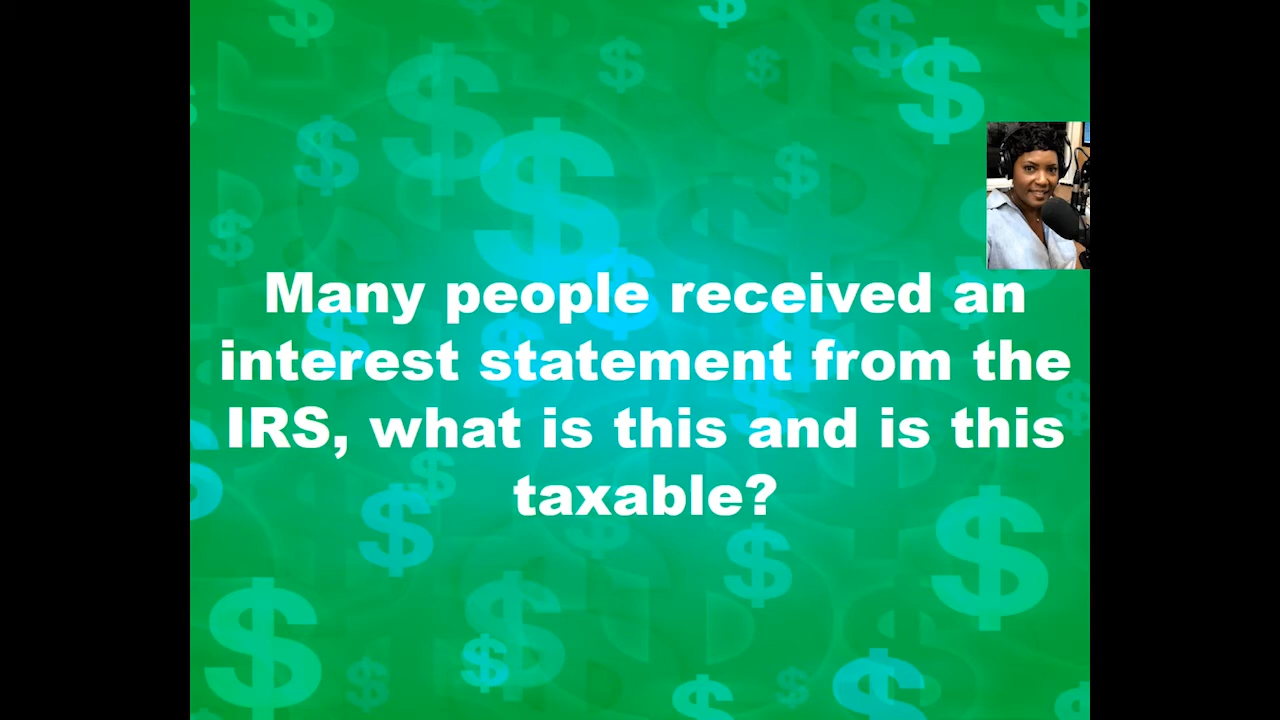 Many people received an
interest statement from the
IRS, what is this and is this
taxable?